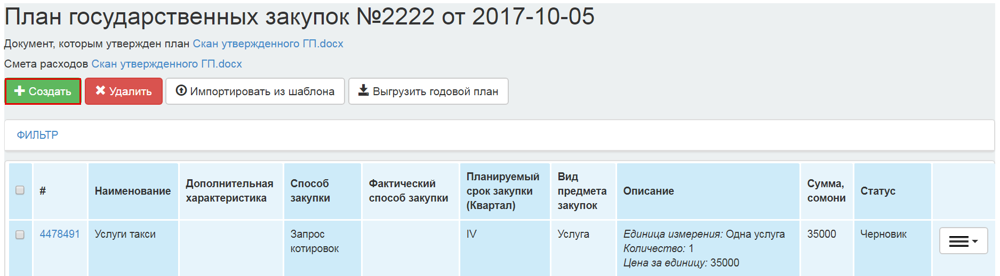 План государственных закупок №2222 от 2017-10-05
Документ, которым утвержден план Скан утвержденного ГП.docx
Смета расходов Скан утвержденного ГП.docx
Создать Удалить Импортировать из шаблона Выгрузить годовой план
ФИЛЬТР
#
Наименование
Дополнительная
характеристика
Способ
закупки
Фактический
способ закупки
Планируемый
срок закупки
(Квартал)
Вид
предмета
закупок
Описание
Сумма,
сомони
Статус
4478491
Услуги такси
Запрос
котировок
IV
Услуга
Единица измерения: Одна услуга
Количество: 1
Цена за единицу: 35000
35000
Черновик